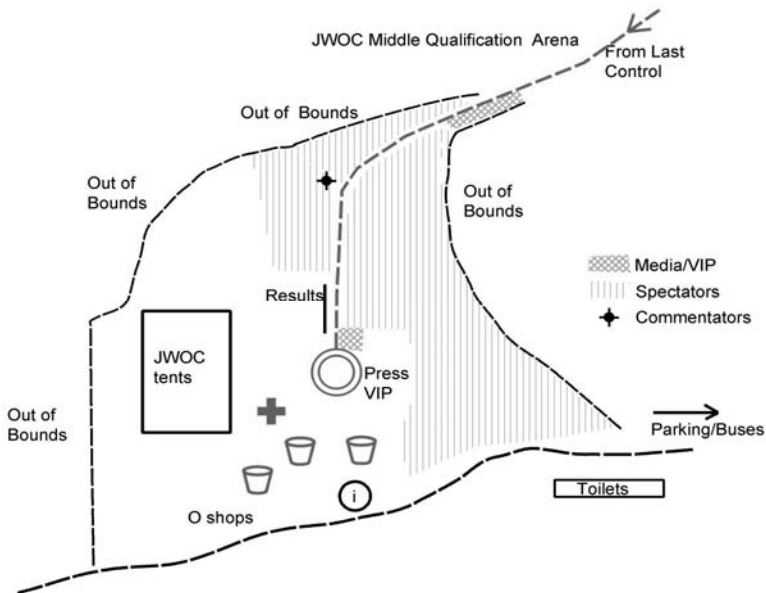 JWOC Middle Qualification Arena
From Last
Control
Out of Bounds
Out of
Bounds
Out of
Bounds
Media/VIP
Spectators
Commentators
Results
JWOC
tents
Press
VIP
Out of
Bounds
Parking/Buses
i
Toilets
O shops